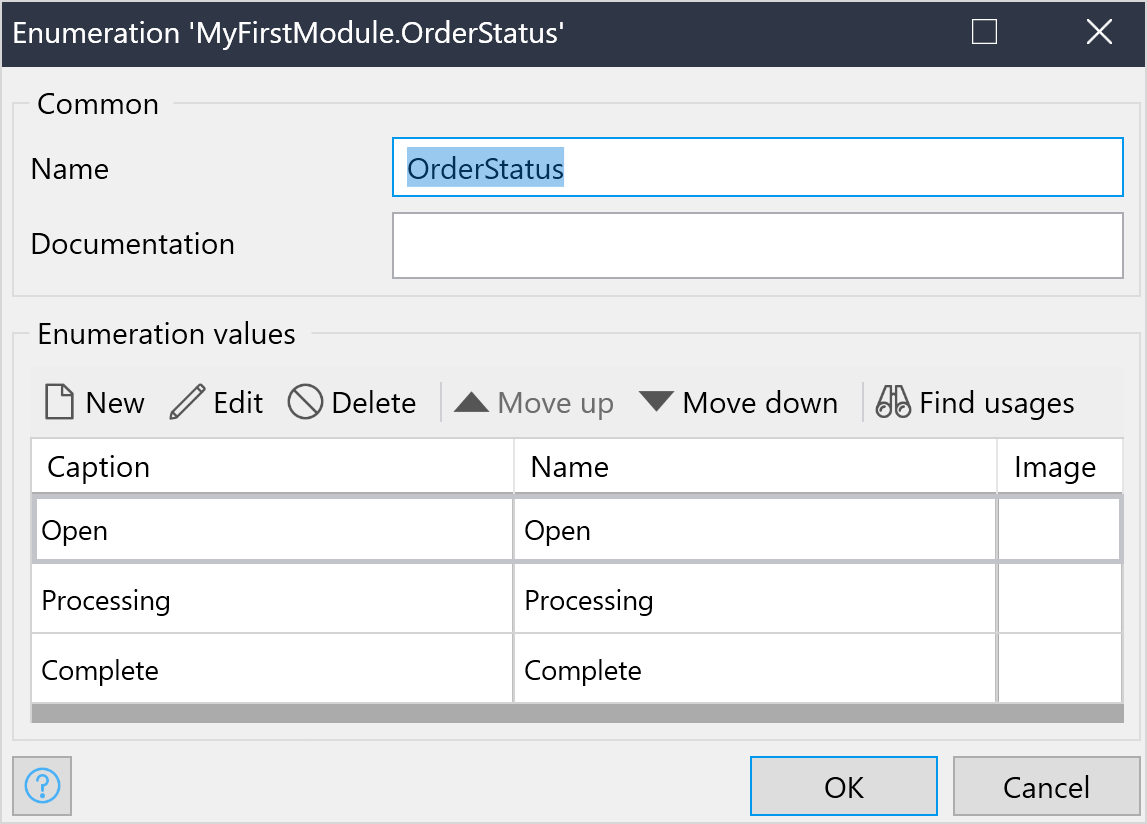 Enumeration 'MyFirstModule.OrderStatus'
Common
Name OrderStatus
Documentation
Enumeration values
New Edit Delete Move up Move down Find usages
Caption Name Image
Open Open
Processing Processing
Complete Complete
? OK Cancel